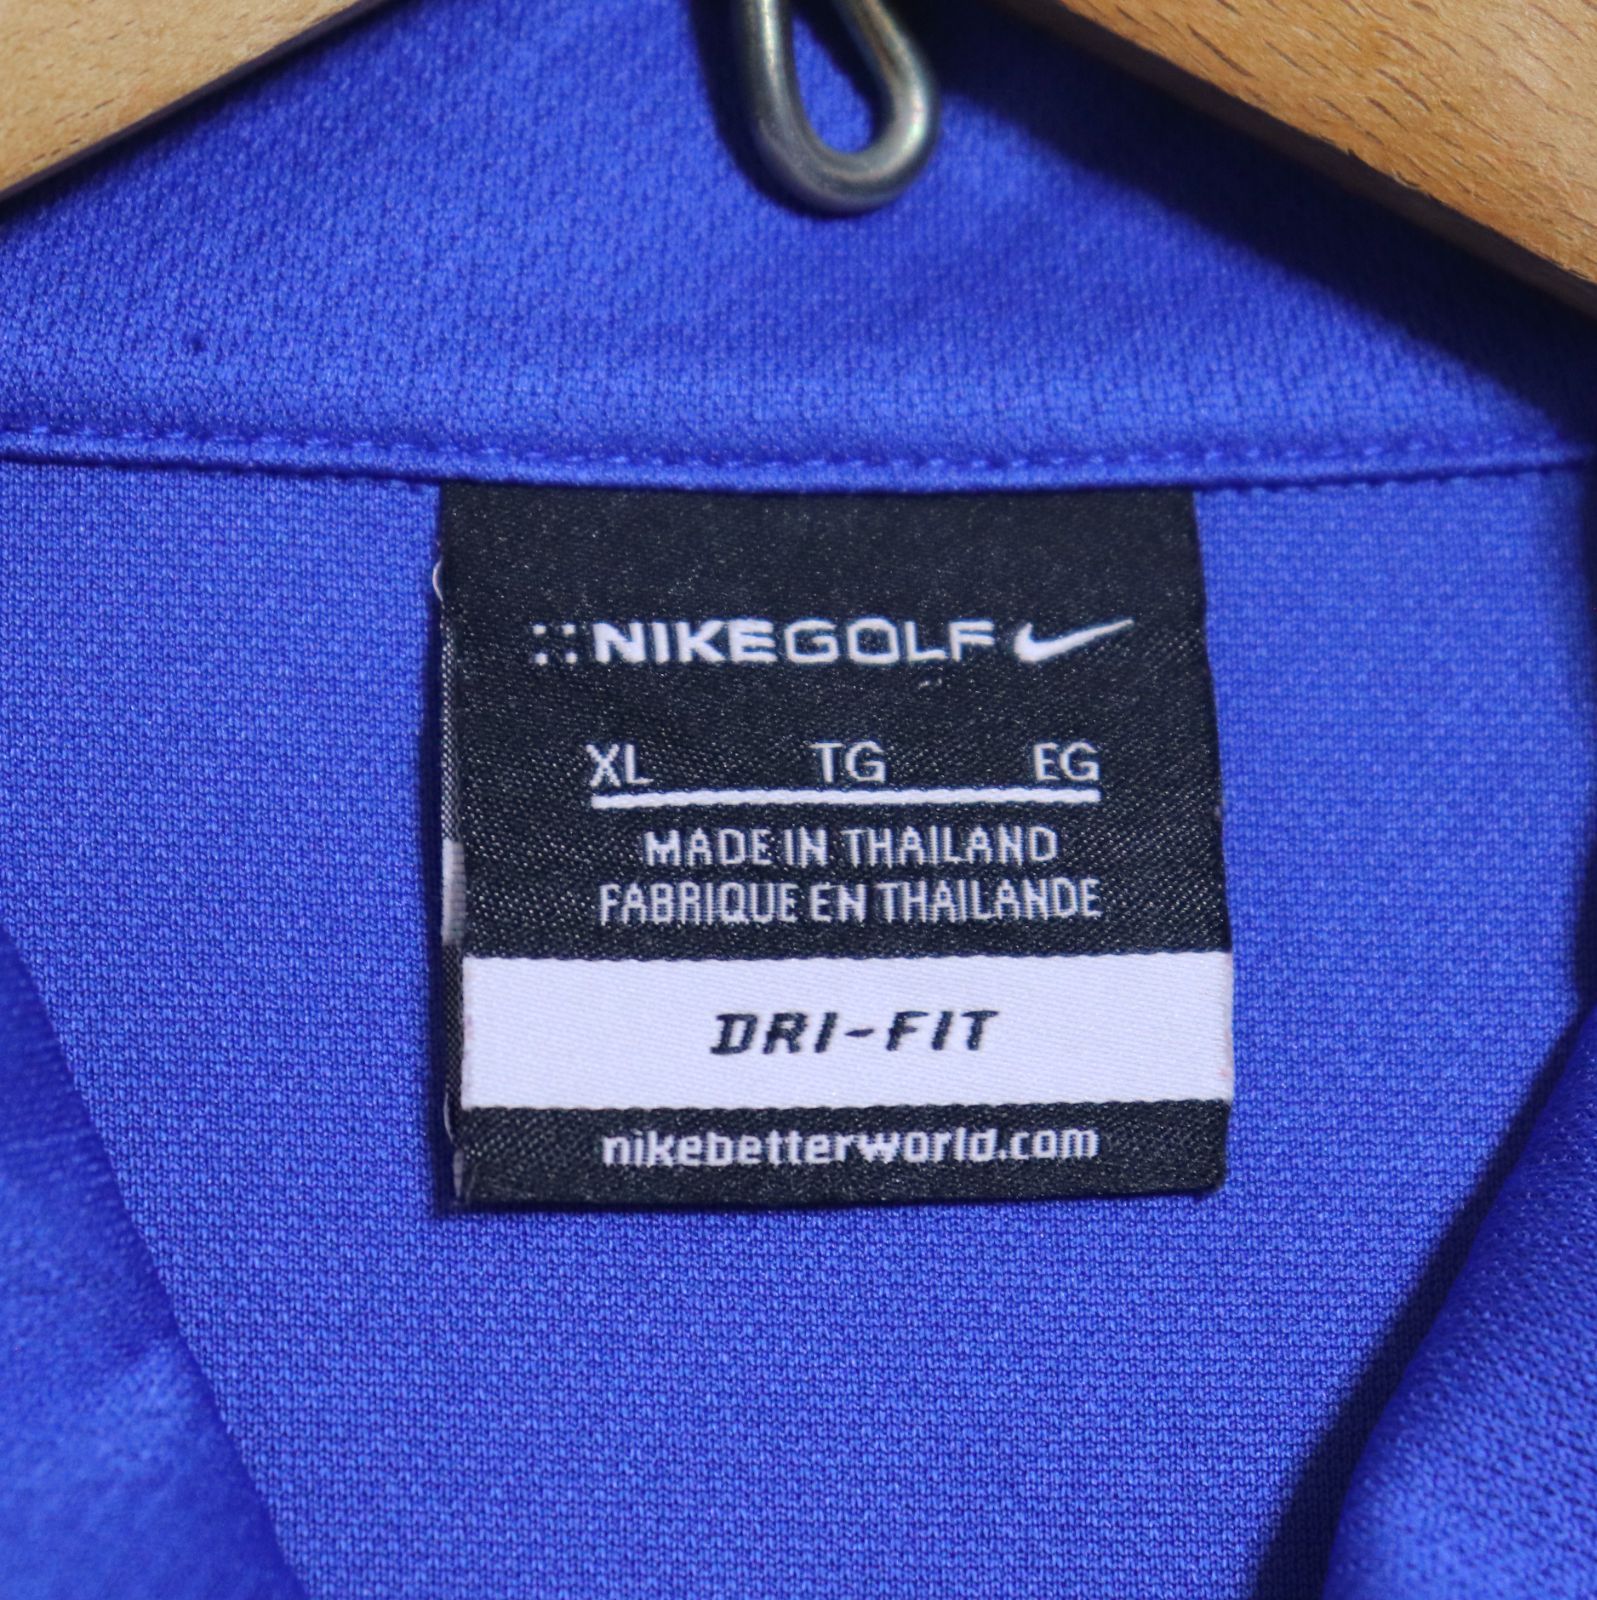 NIKEGOLF
XL TG EG
MADE IN THAILAND
FABRIQUE EN THAILANDE
DRI-FIT
nikebetterworld.com